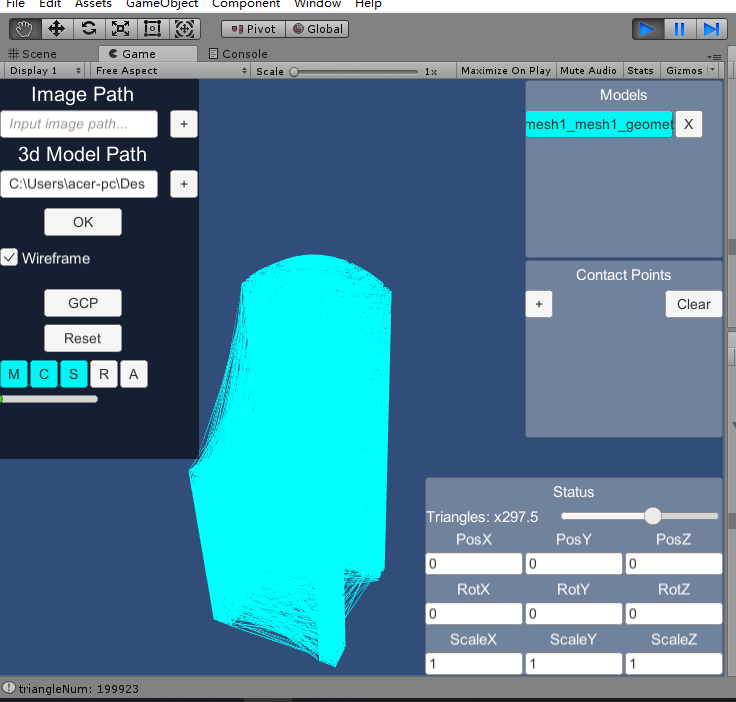 File Edit Assets GameObject Component Window Help
Pivot Global
Scene Game Console
Display 1 Free Aspect Scale 1x Maximize On Play Mute Audio Stats Gizmos
Image Path
Input image path...
+
3d Model Path
C:\Users\acer-pc\Des
+
OK
Wireframe
GCP
Reset
M C S R A
Models
mesh1_mesh1_geomet X
Contact Points
+ Clear
Status
Triangles: x297.5
PosX PosY PosZ
0 0 0
RotX RotY RotZ
0 0 0
ScaleX ScaleY ScaleZ
1 1 1
triangleNum: 199923